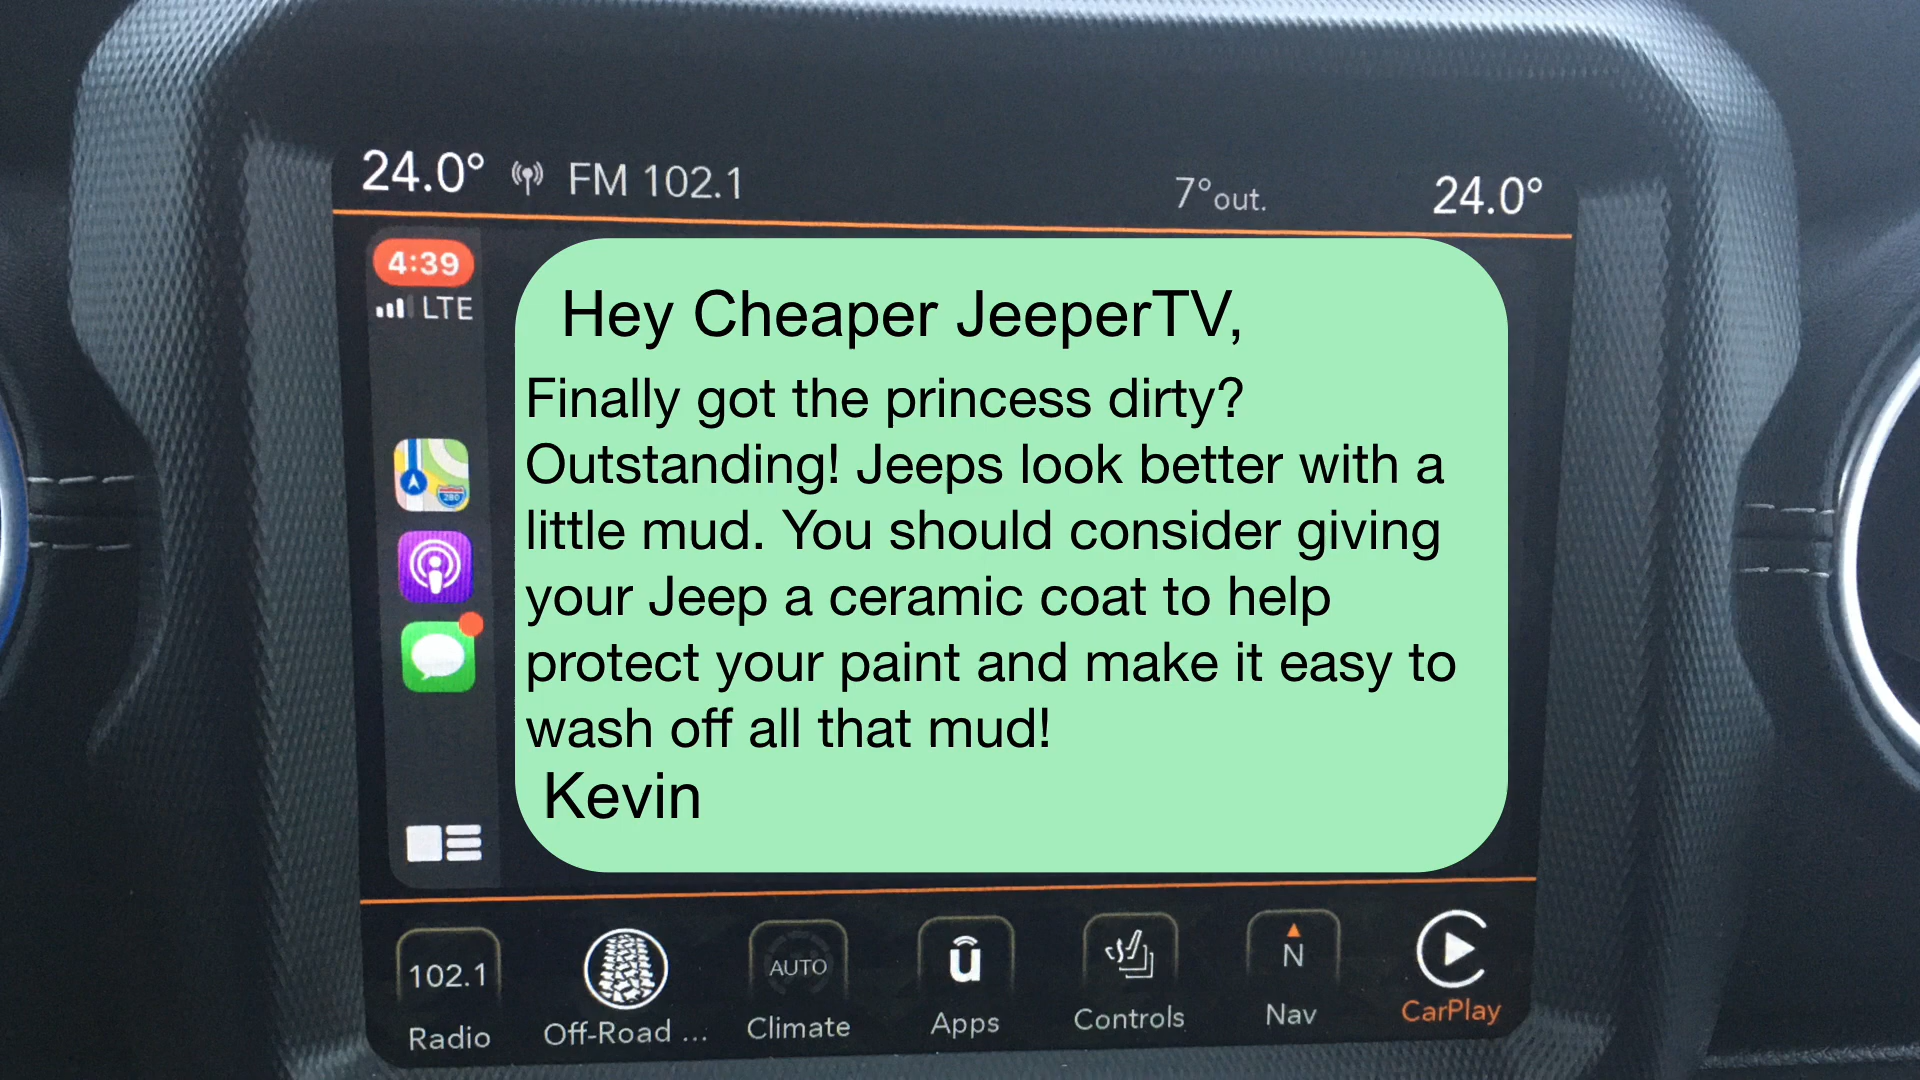 24.0° FM 102.1 7°out. 24.0°
4:39
LTE
280
Hey Cheaper JeeperTV,
Finally got the princess dirty?
Outstanding! Jeeps look better with a
little mud. You should consider giving
your Jeep a ceramic coat to help
protect your paint and make it easy to
wash off all that mud!
Kevin
102.1
AUTO
û
N
Radio
Off-Road ...
Climate
Apps
Controls
Nav
CarPlay